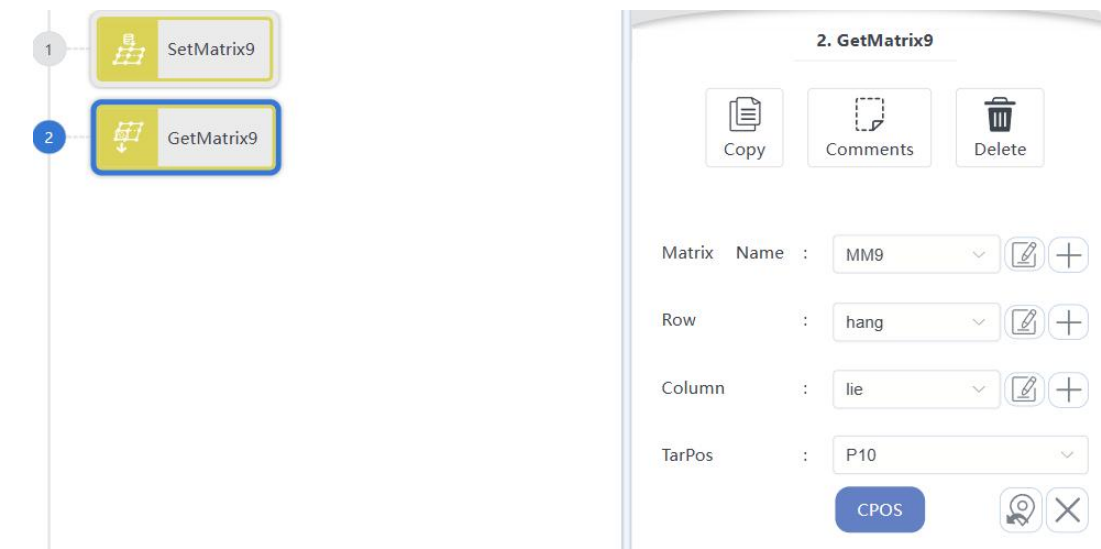 1
SetMatrix9
2
GetMatrix9
2. GetMatrix9
Copy
Comments
Delete
Matrix Name : MM9
Row : hang
Column : lie
TarPos : P10
CPOS